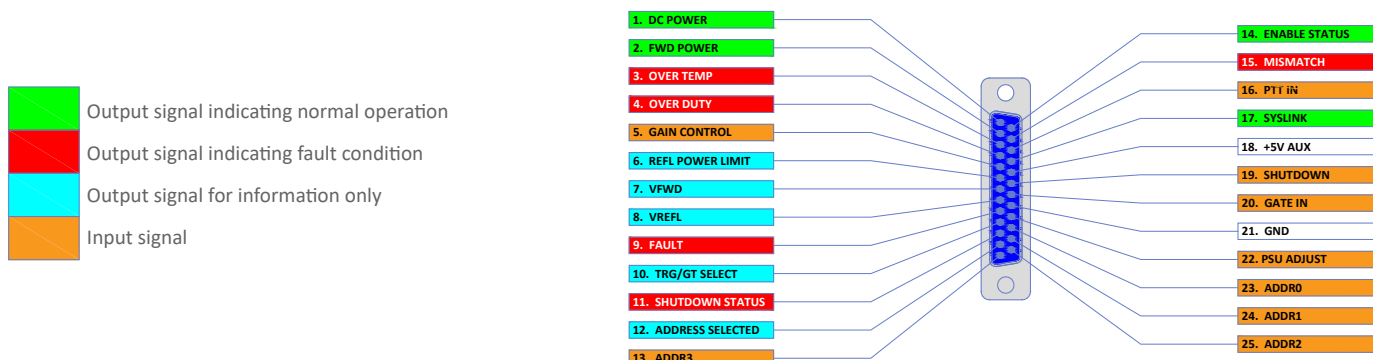 Output signal indicating normal operation
Output signal indicating fault condition
Output signal for information only
Input signal
1. DC POWER
2. FWD POWER
3. OVER TEMP
4. OVER DUTY
5. GAIN CONTROL
6. REFL POWER LIMIT
7. VFWD
8. VREFL
9. FAULT
10. TRG/GT SELECT
11. SHUTDOWN STATUS
12. ADDRESS SELECTED
13. ADDR3
14. ENABLE STATUS
15. MISMATCH
16. PTT IN
17. SYSLINK
18. +5V AUX
19. SHUTDOWN
20. GATE IN
21. GND
22. PSU ADJUST
23. ADDR0
24. ADDR1
25. ADDR2